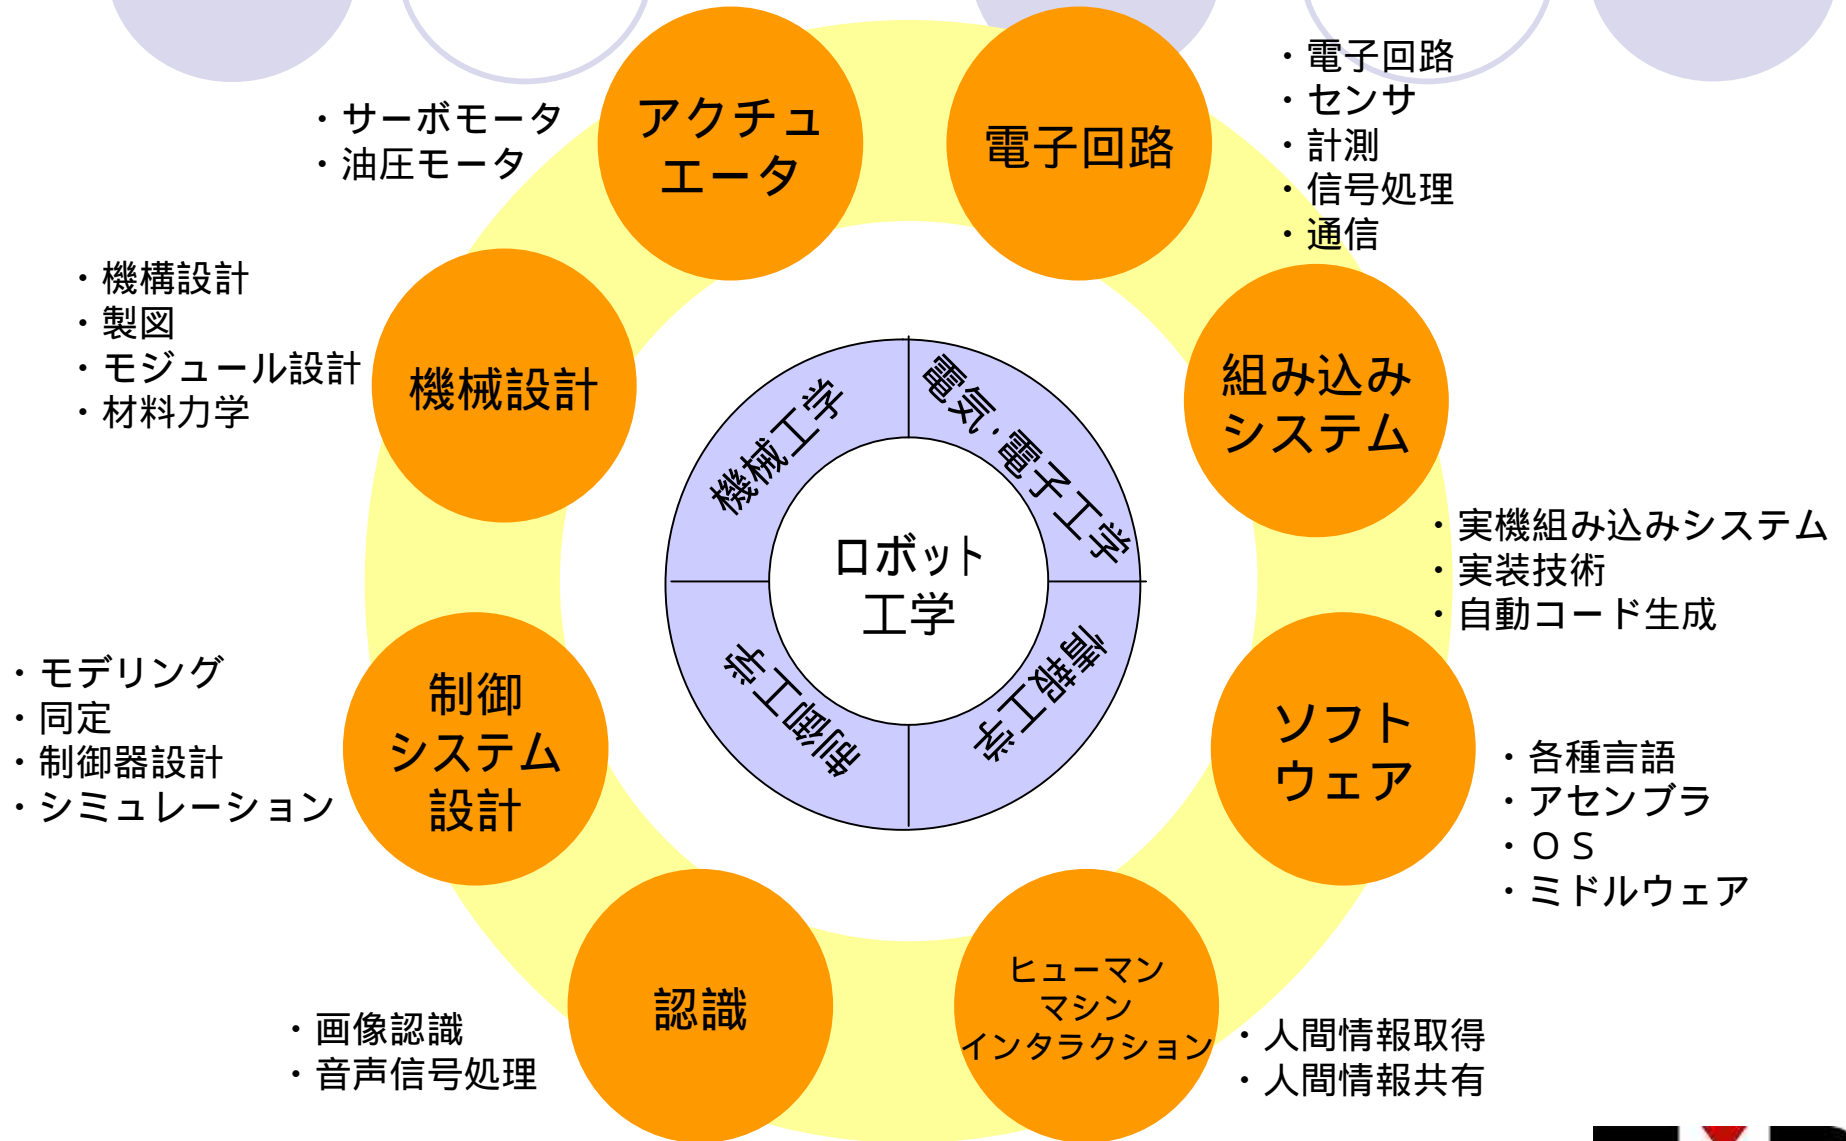 アクチュ
エータ
・サーボモータ
・油圧モータ
電子回路
・電子回路
・センサ
・計測
・信号処理
・通信
機械設計
・機構設計
・製図
・モジュール設計
・材料力学
組み込み
システム
・実機組み込みシステム
・実装技術
・自動コード生成
機械工学
電気・電子工学
ロボット
工学
制御工学
情報工学
制御
システム
設計
・モデリング
・同定
・制御器設計
・シミュレーション
ソフト
ウェア
・各種言語
・アセンブラ
・ＯＳ
・ミドルウェア
認識
・画像認識
・音声信号処理
ヒューマン
マシン
インタラクション
・人間情報取得
・人間情報共有